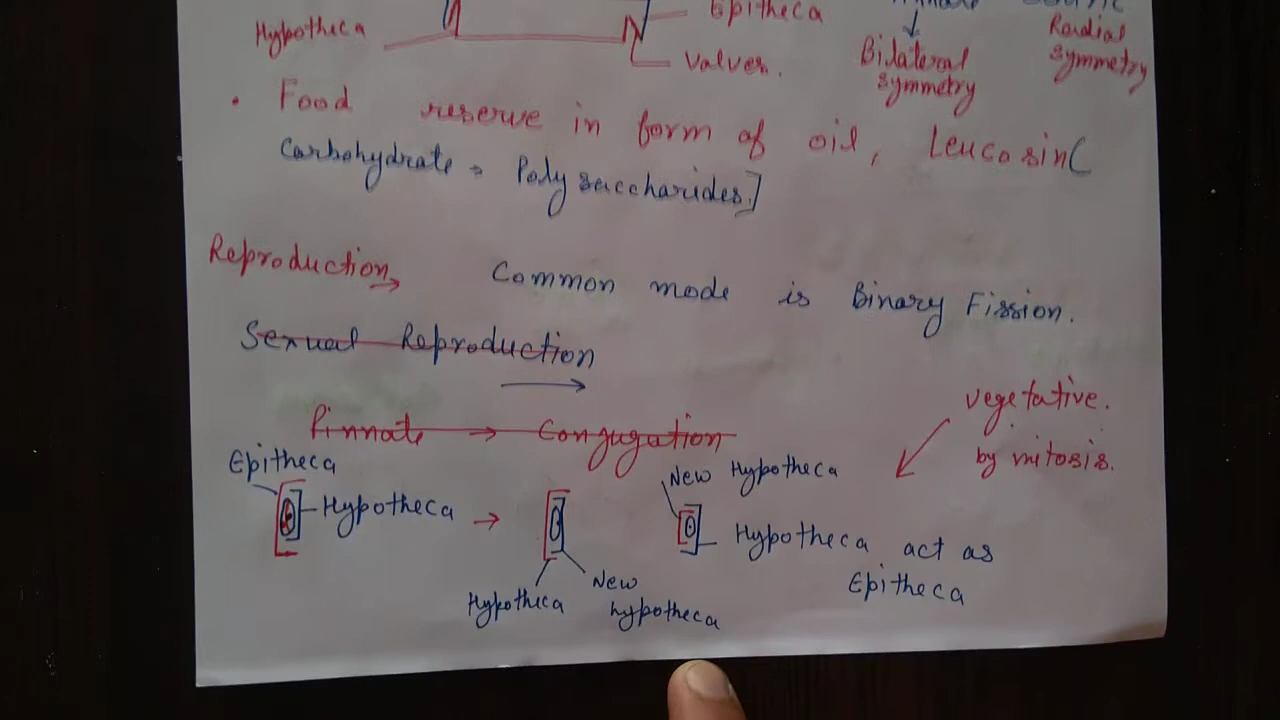 Hypotheca
Epitheca
Valves.
Bilateral
symmetry
Radial
symmetry
• Food reserve in form of oil, Leucosin(
Carbohydrate → Polysaccharides.]
Reproduction→ Common mode is Binary Fission.
Sexual Reproduction
→
Pinnate → Conjugation
Vegetative.
by mitosis.
Epitheca
Hypotheca →
Hypotheca
New
hypotheca
New Hypotheca
Hypotheca act as
Epitheca